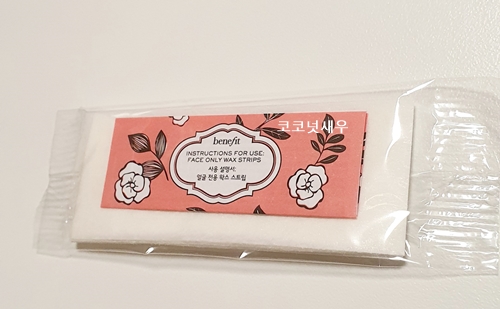 코코넛새우
benefit
INSTRUCTIONS FOR USE:
FACE ONLY WAX STRIPS
사용 설명서:
얼굴 전용 왁스 스트립